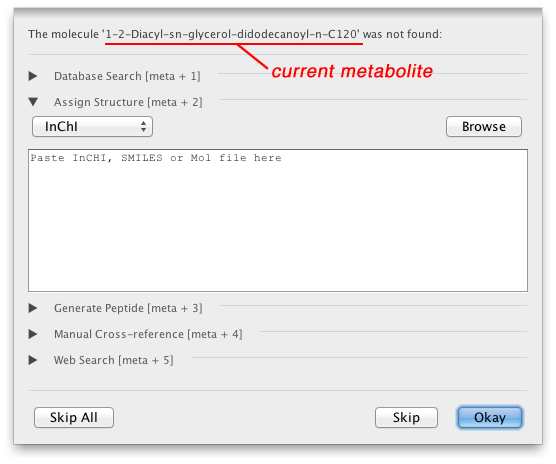 The molecule '1-2-Diacyl-sn-glycerol-didodecanoyl-n-C120' was not found:
Database Search [meta + 1]
current metabolite
Assign Structure [meta + 2]
InChI
Browse
Paste InCHI, SMILES or Mol file here
Generate Peptide [meta + 3]
Manual Cross-reference [meta + 4]
Web Search [meta + 5]
Skip All
Skip
Okay